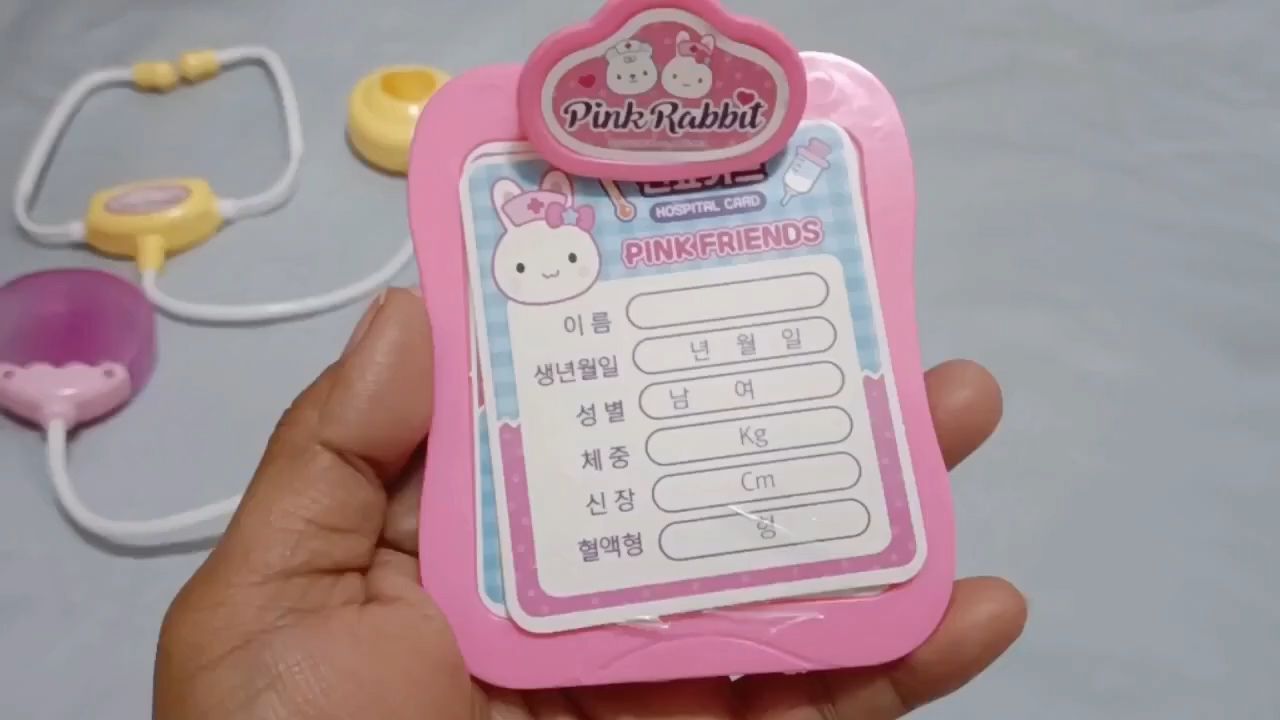 Pink Rabbit
HOSPITAL CARD
PINK FRIENDS
이름
생년월일 년 월 일
성별 남 여
체중 Kg
신장 Cm
혈액형 형